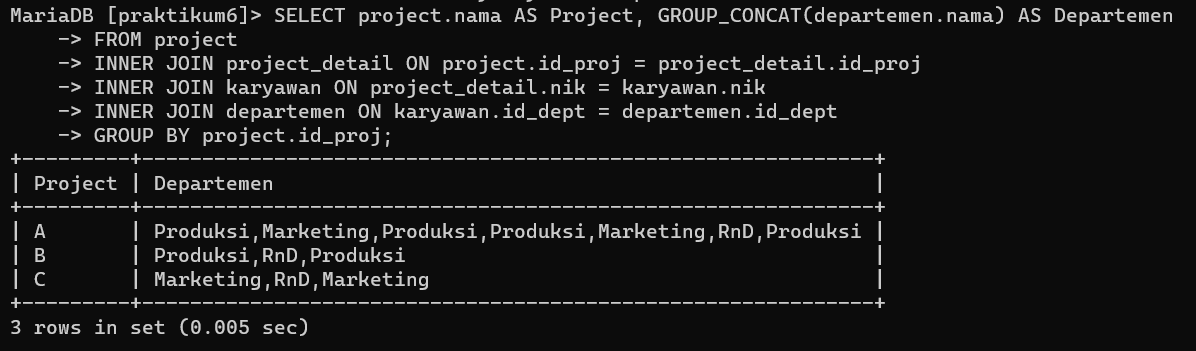 MariaDB [praktikum6]> SELECT project.nama AS Project, GROUP_CONCAT(departemen.nama) AS Departemen
    -> FROM project
    -> INNER JOIN project_detail ON project.id_proj = project_detail.id_proj
    -> INNER JOIN karyawan ON project_detail.nik = karyawan.nik
    -> INNER JOIN departemen ON karyawan.id_dept = departemen.id_dept
    -> GROUP BY project.id_proj;
+---------+-------------------------------------------------------------+
| Project | Departemen                                                  |
+---------+-------------------------------------------------------------+
| A       | Produksi,Marketing,Produksi,Produksi,Marketing,RnD,Produksi |
| B       | Produksi,RnD,Produksi                                       |
| C       | Marketing,RnD,Marketing                                     |
+---------+-------------------------------------------------------------+
3 rows in set (0.005 sec)